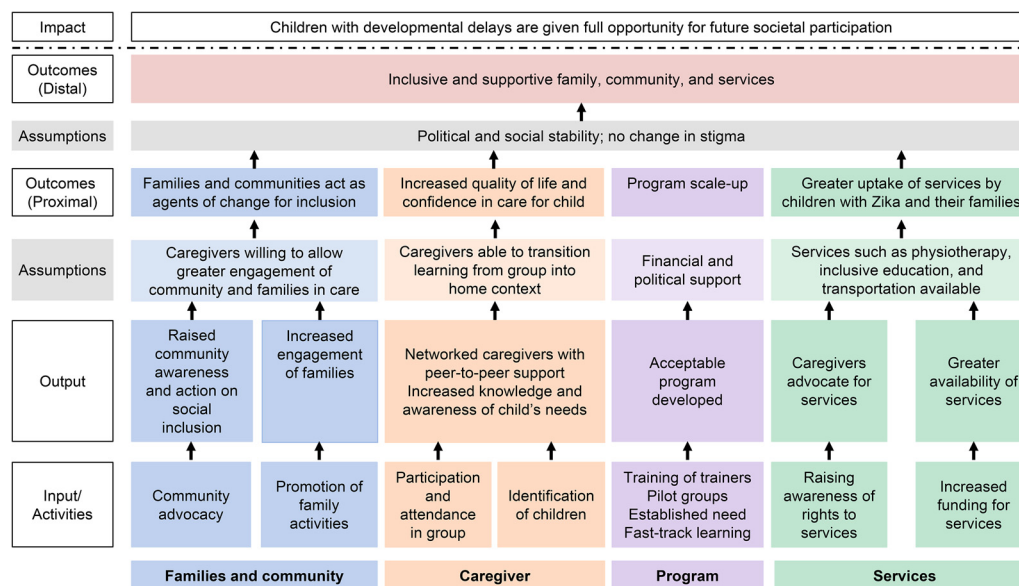 Impact
Children with developmental delays are given full opportunity for future societal participation
Outcomes
(Distal)
Inclusive and supportive family, community, and services
Assumptions
Political and social stability; no change in stigma
Outcomes
(Proximal)
Families and communities act as
agents of change for inclusion
Increased quality of life and
confidence in care for child
Program scale-up
Greater uptake of services by
children with Zika and their families
Assumptions
Caregivers willing to allow
greater engagement of
community and families in care
Caregivers able to transition
learning from group into
home context
Financial and
political support
Services such as physiotherapy,
inclusive education, and
transportation available
Output
Raised
community
awareness
and action on
social
inclusion
Increased
engagement
of families
Networked caregivers with
peer-to-peer support
Increased knowledge and
awareness of child's needs
Acceptable
program
developed
Caregivers
advocate for
services
Greater
availability of
services
Input/
Activities
Community
advocacy
Promotion of
family
activities
Participation
and
attendance
in group
Identification
of children
Training of trainers
Pilot groups
Established need
Fast-track learning
Raising
awareness of
rights to
services
Increased
funding for
services
Families and community
Caregiver
Program
Services